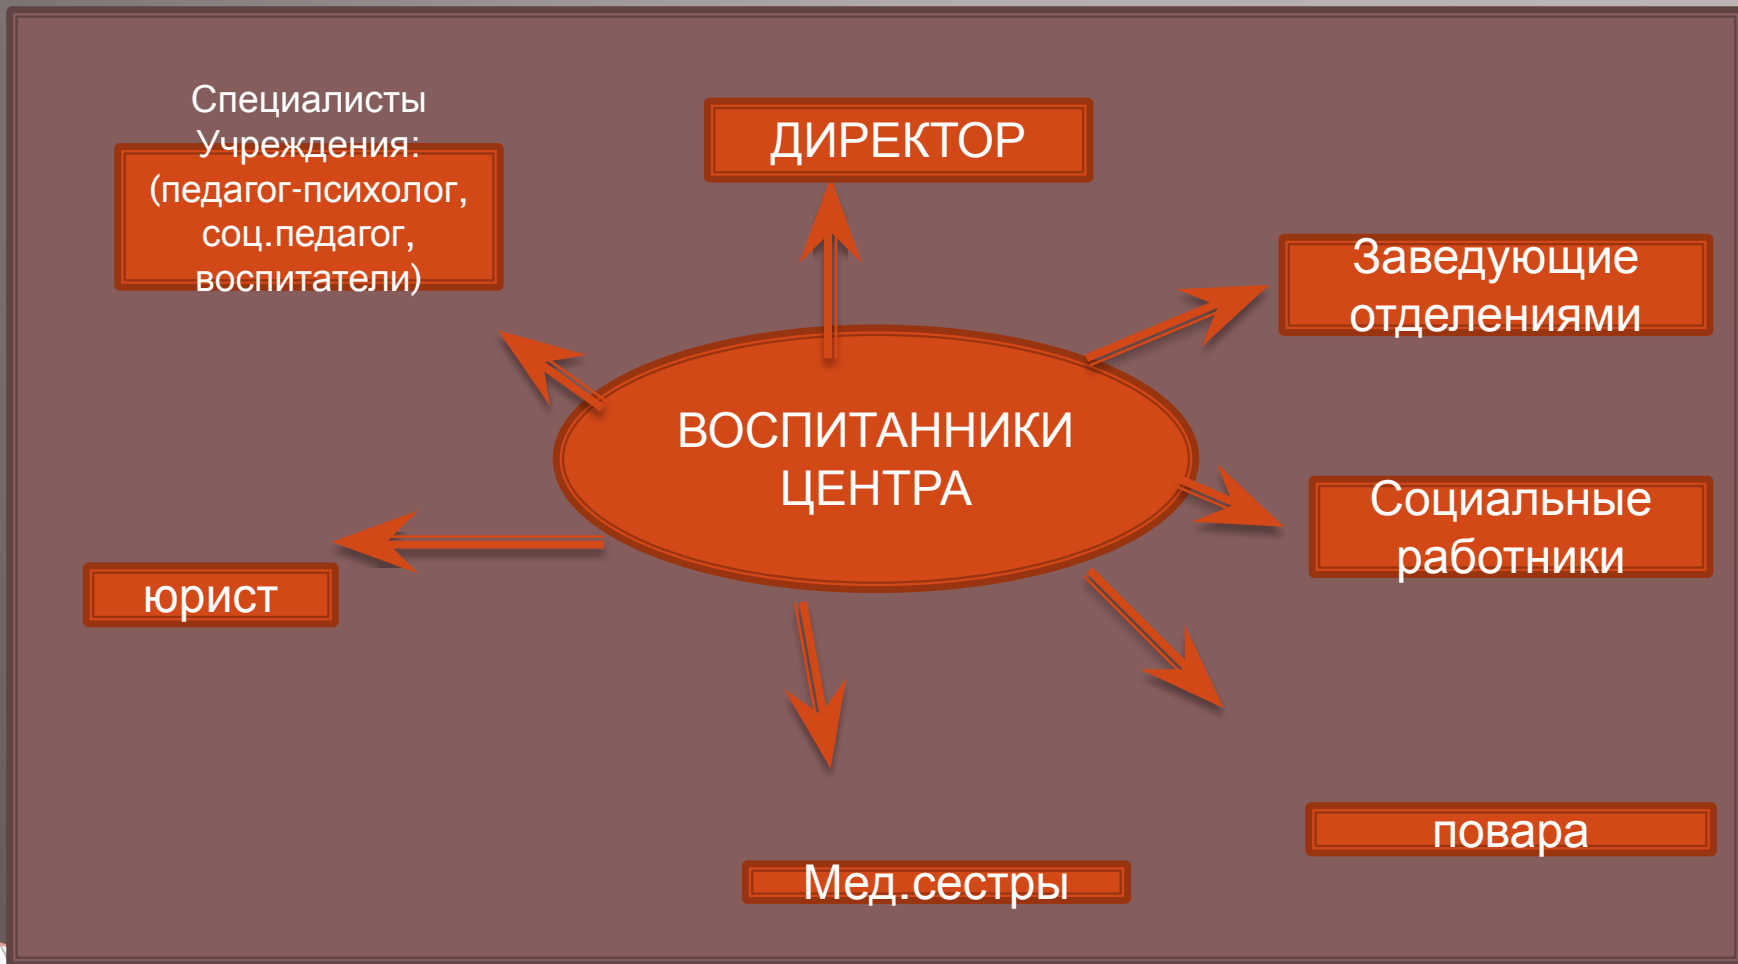 Специалисты
Учреждения:
(педагог-психолог,
соц.педагог,
воспитатели)
ДИРЕКТОР
Заведующие
отделениями
ВОСПИТАННИКИ
ЦЕНТРА
Социальные
работники
юрист
повара
Мед.сестры